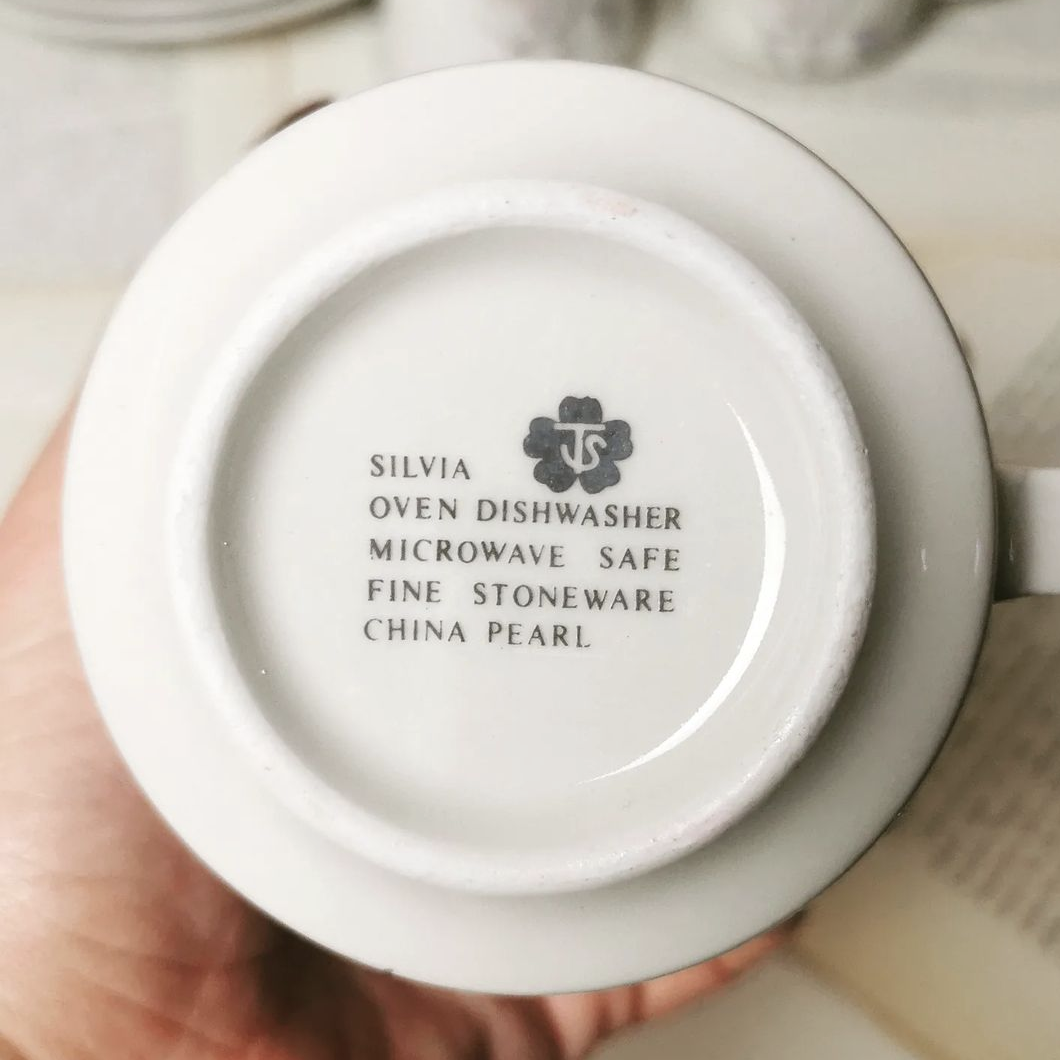 JS
SILVIA
OVEN DISHWASHER
MICROWAVE SAFE
FINE STONEWARE
CHINA PEARL